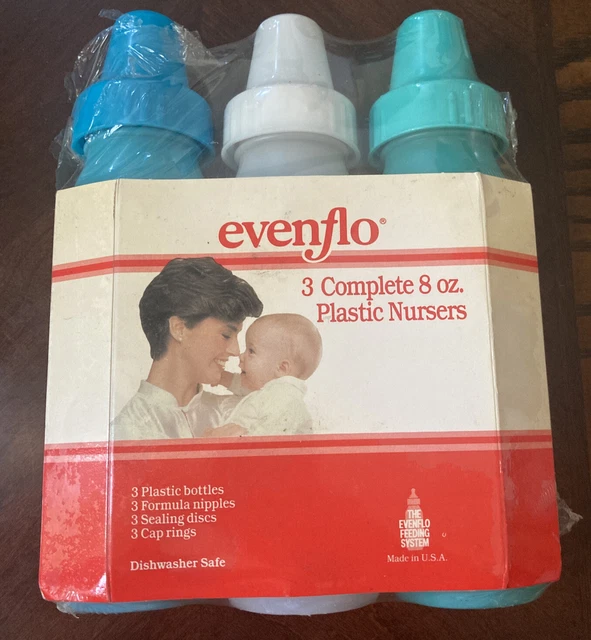 evenflo®
3 Complete 8 oz.
Plastic Nursers
3 Plastic bottles
3 Formula nipples
3 Sealing discs
3 Cap rings
Dishwasher Safe
THE
EVENFLO
FEEDING
SYSTEM
Made in U.S.A.